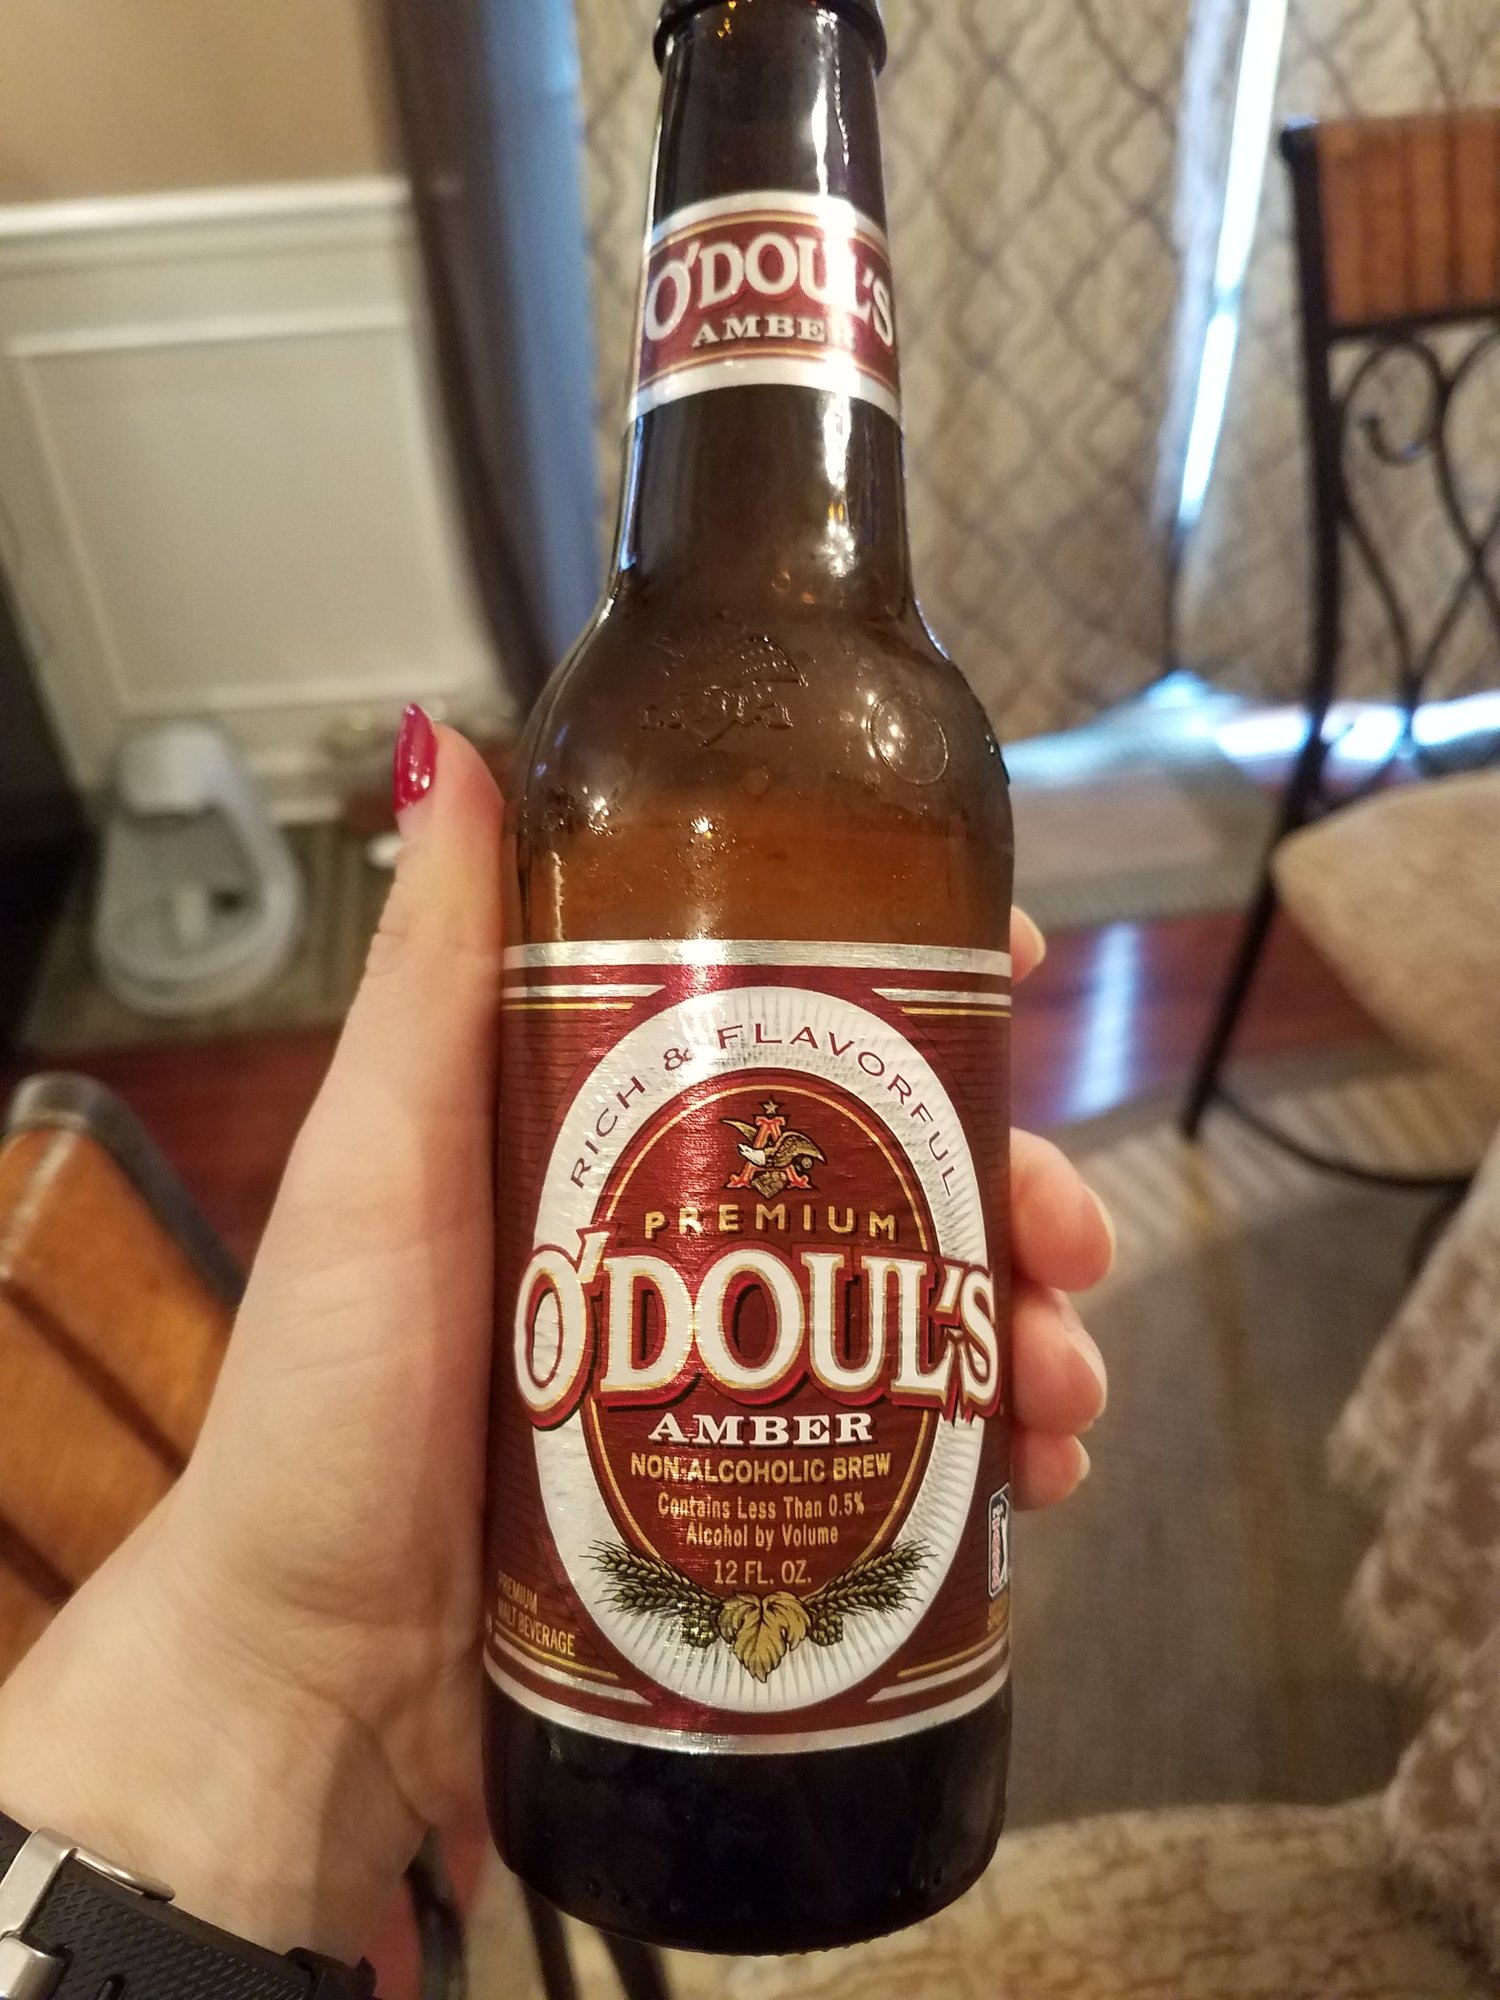 O'DOUL'S
AMBER
RICH & FLAVORFUL
PREMIUM
O'DOUL'S
AMBER
NON-ALCOHOLIC BREW
Contains Less Than 0.5%
Alcohol by Volume
12 FL. OZ.
PREMIUM
MALT BEVERAGE